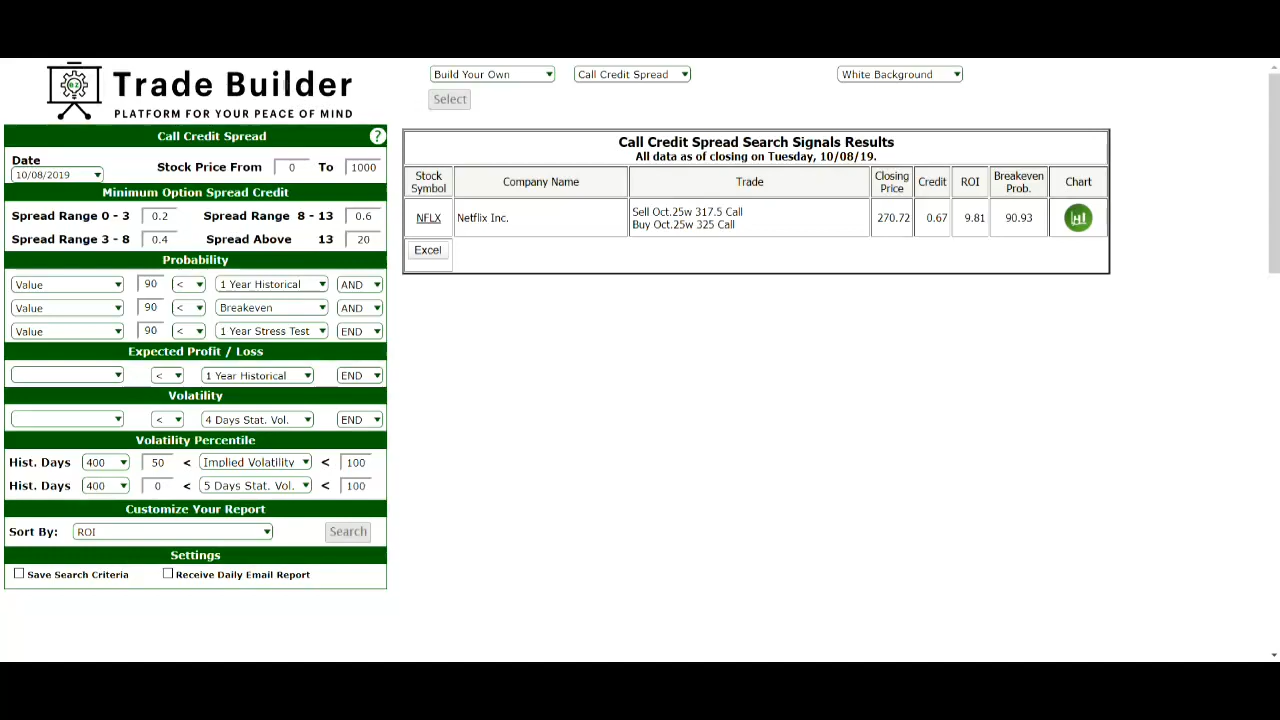 Trade Builder
PLATFORM FOR YOUR PEACE OF MIND
Build Your Own
Call Credit Spread
White Background
Select
Call Credit Spread ?
Date
10/08/2019
Stock Price From 0 To 1000
Minimum Option Spread Credit
Spread Range 0 - 3 0.2 Spread Range 8 - 13 0.6
Spread Range 3 - 8 0.4 Spread Above 13 20
Probability
Value 90 < 1 Year Historical AND
Value 90 < Breakeven AND
Value 90 < 1 Year Stress Test END
Expected Profit / Loss
< 1 Year Historical END
Volatility
< 4 Days Stat. Vol. END
Volatility Percentile
Hist. Days 400 50 < Implied Volatility < 100
Hist. Days 400 0 < 5 Days Stat. Vol. < 100
Customize Your Report
Sort By: ROI Search
Settings
Save Search Criteria Receive Daily Email Report
Call Credit Spread Search Signals Results
All data as of closing on Tuesday, 10/08/19.
Stock Symbol Company Name Trade Closing Price Credit ROI Breakeven Prob. Chart
NFLX Netflix Inc. Sell Oct.25w 317.5 Call 270.72 0.67 9.81 90.93
Buy Oct.25w 325 Call
Excel